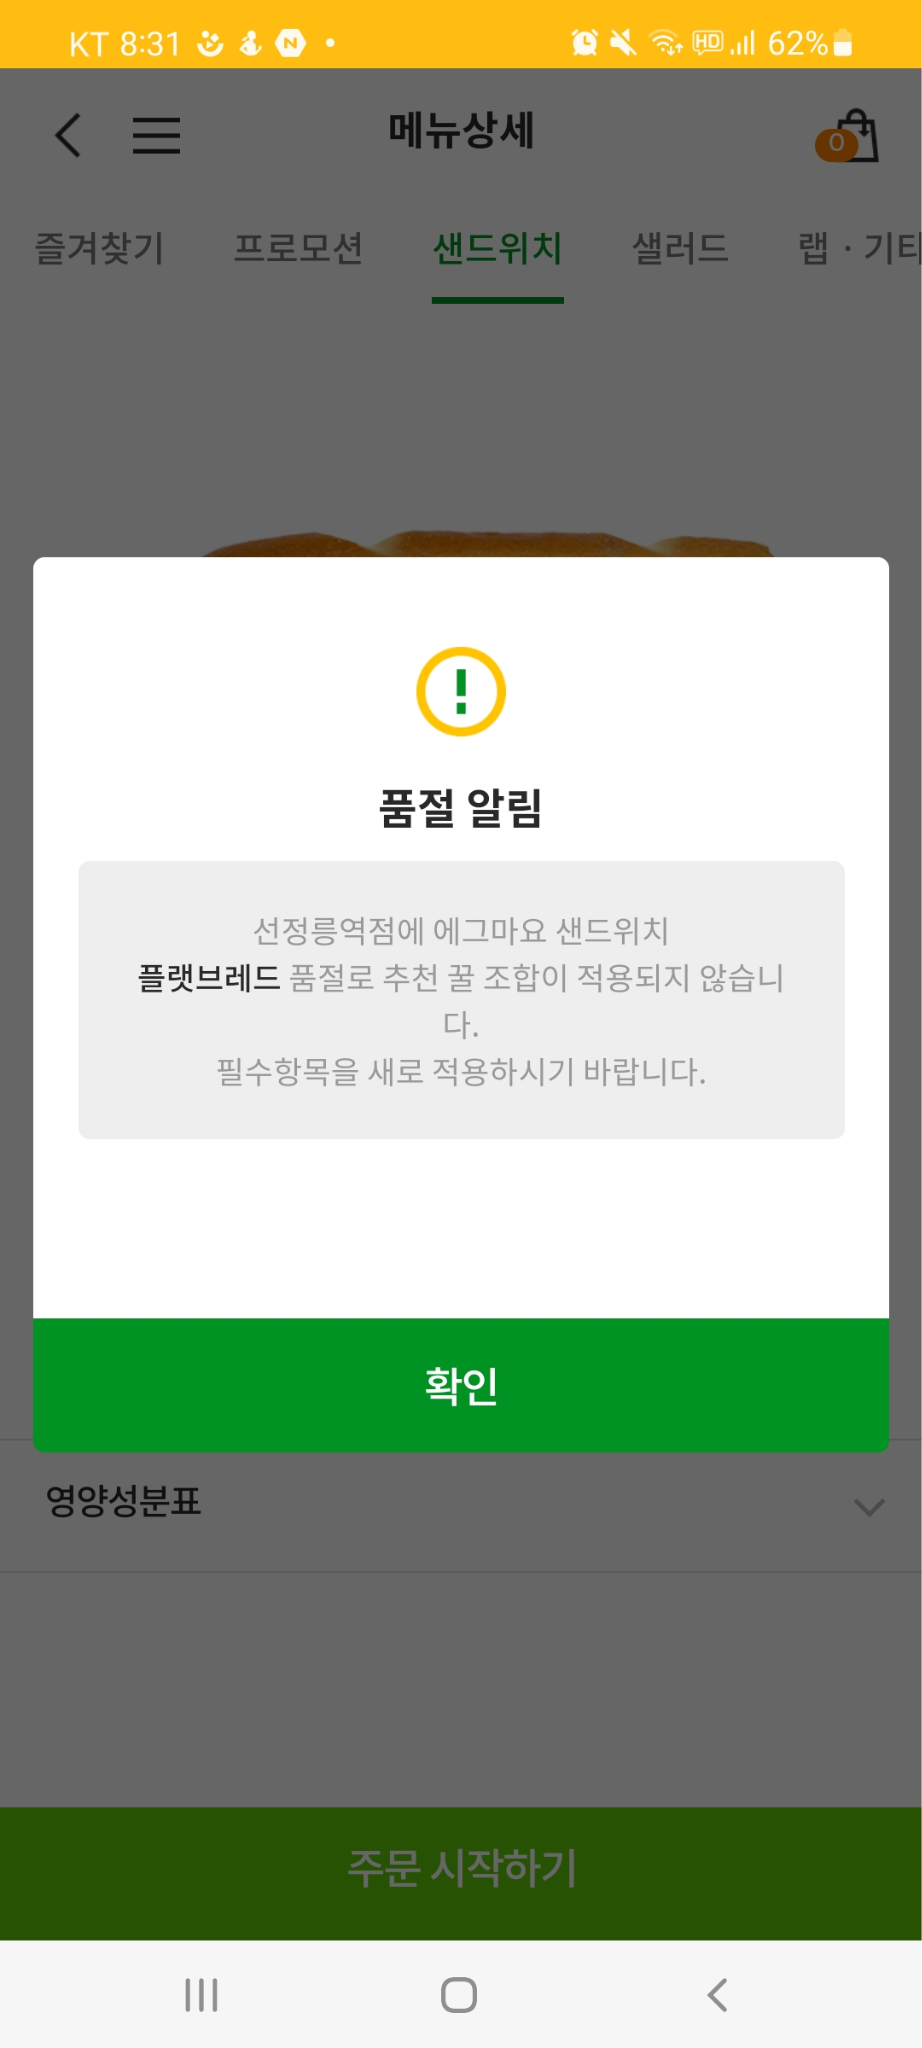 KT 8:31 N HD 62%
메뉴상세
0
즐겨찾기 프로모션 샌드위치 샐러드 랩 · 기타
품절 알림
선정릉역점에 에그마요 샌드위치
플랫브레드 품절로 추천 꿀 조합이 적용되지 않습니
다.
필수항목을 새로 적용하시기 바랍니다.
확인
영양성분표
주문 시작하기